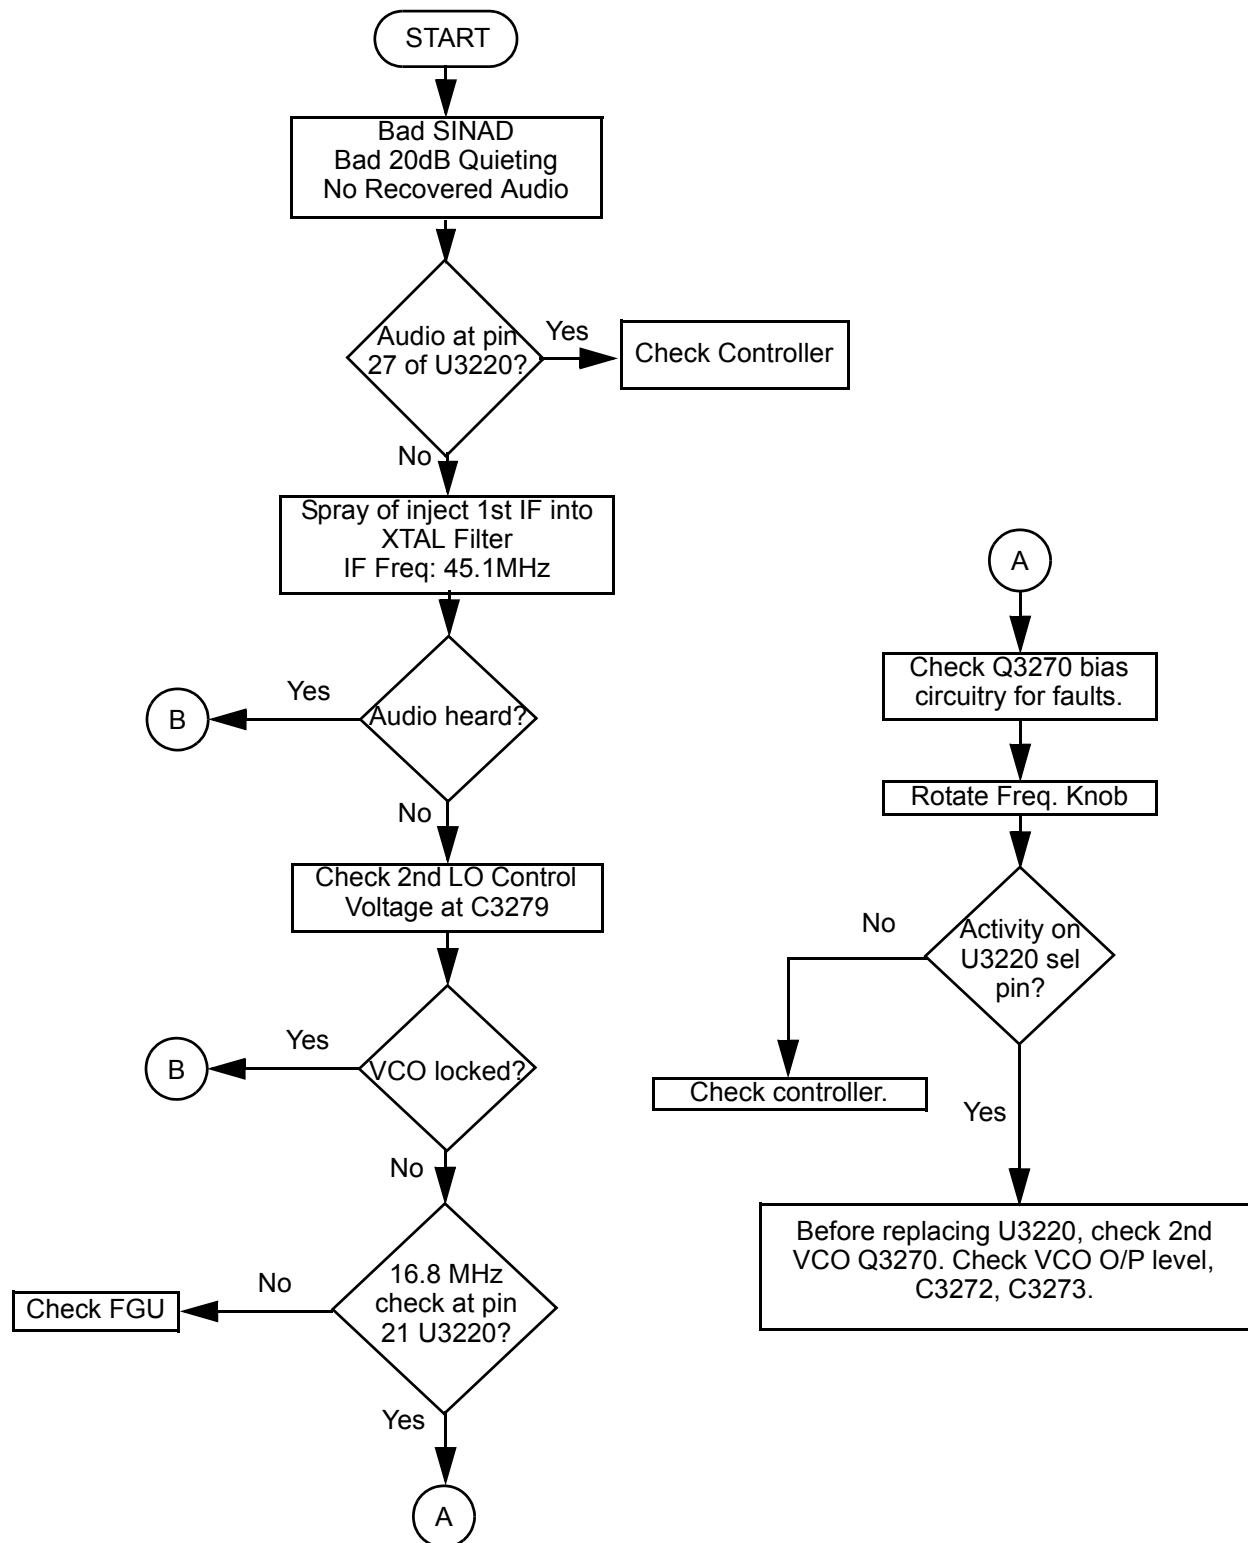 START
Bad SINAD
Bad 20dB Quieting
No Recovered Audio
Audio at pin
27 of U3220?
Yes
Check Controller
No
Spray of inject 1st IF into
XTAL Filter
IF Freq: 45.1MHz
Audio heard?
Yes
B
No
Check 2nd LO Control
Voltage at C3279
VCO locked?
Yes
B
No
16.8 MHz
check at pin
21 U3220?
No
Check FGU
Yes
A
A
Check Q3270 bias
circuitry for faults.
Rotate Freq. Knob
Activity on
U3220 sel
pin?
No
Check controller.
Yes
Before replacing U3220, check 2nd
VCO Q3270. Check VCO O/P level,
C3272, C3273.